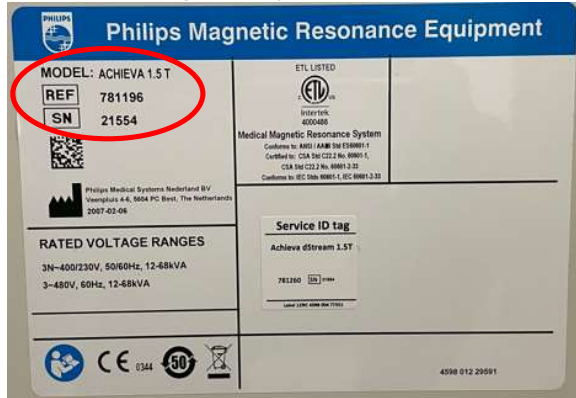 PHILIPS
Philips Magnetic Resonance Equipment
MODEL: ACHIEVA 1.5 T
REF 781196
SN 21554
Philips Medical Systems Nederland BV
Veenpluis 4-6, 5684 PC Best, The Netherlands
2007-02-06
ETL LISTED
Intertek
4000486
Medical Magnetic Resonance System
Conforms to: ANSI / AAMI Std ES60601-1
Certified to: CSA Std C22.2 No. 60601-1,
CSA Std C22.2 No. 60601-2-33
Conforms to: IEC Stds 60601-1, IEC 60601-2-33
RATED VOLTAGE RANGES
3N~400/230V, 50/60Hz, 12-68kVA
3~480V, 60Hz, 12-68kVA
Service ID tag
Achieva dStream 1.5T
781260 SN
CE 0344 50
4598 012 29591